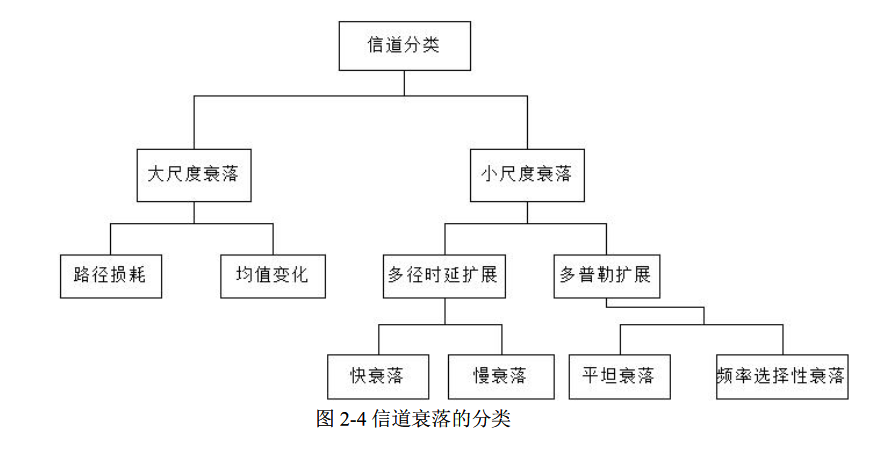 信道分类
大尺度衰落
小尺度衰落
路径损耗
均值变化
多径时延扩展
多普勒扩展
快衰落
慢衰落
平坦衰落
频率选择性衰落
图 2-4 信道衰落的分类